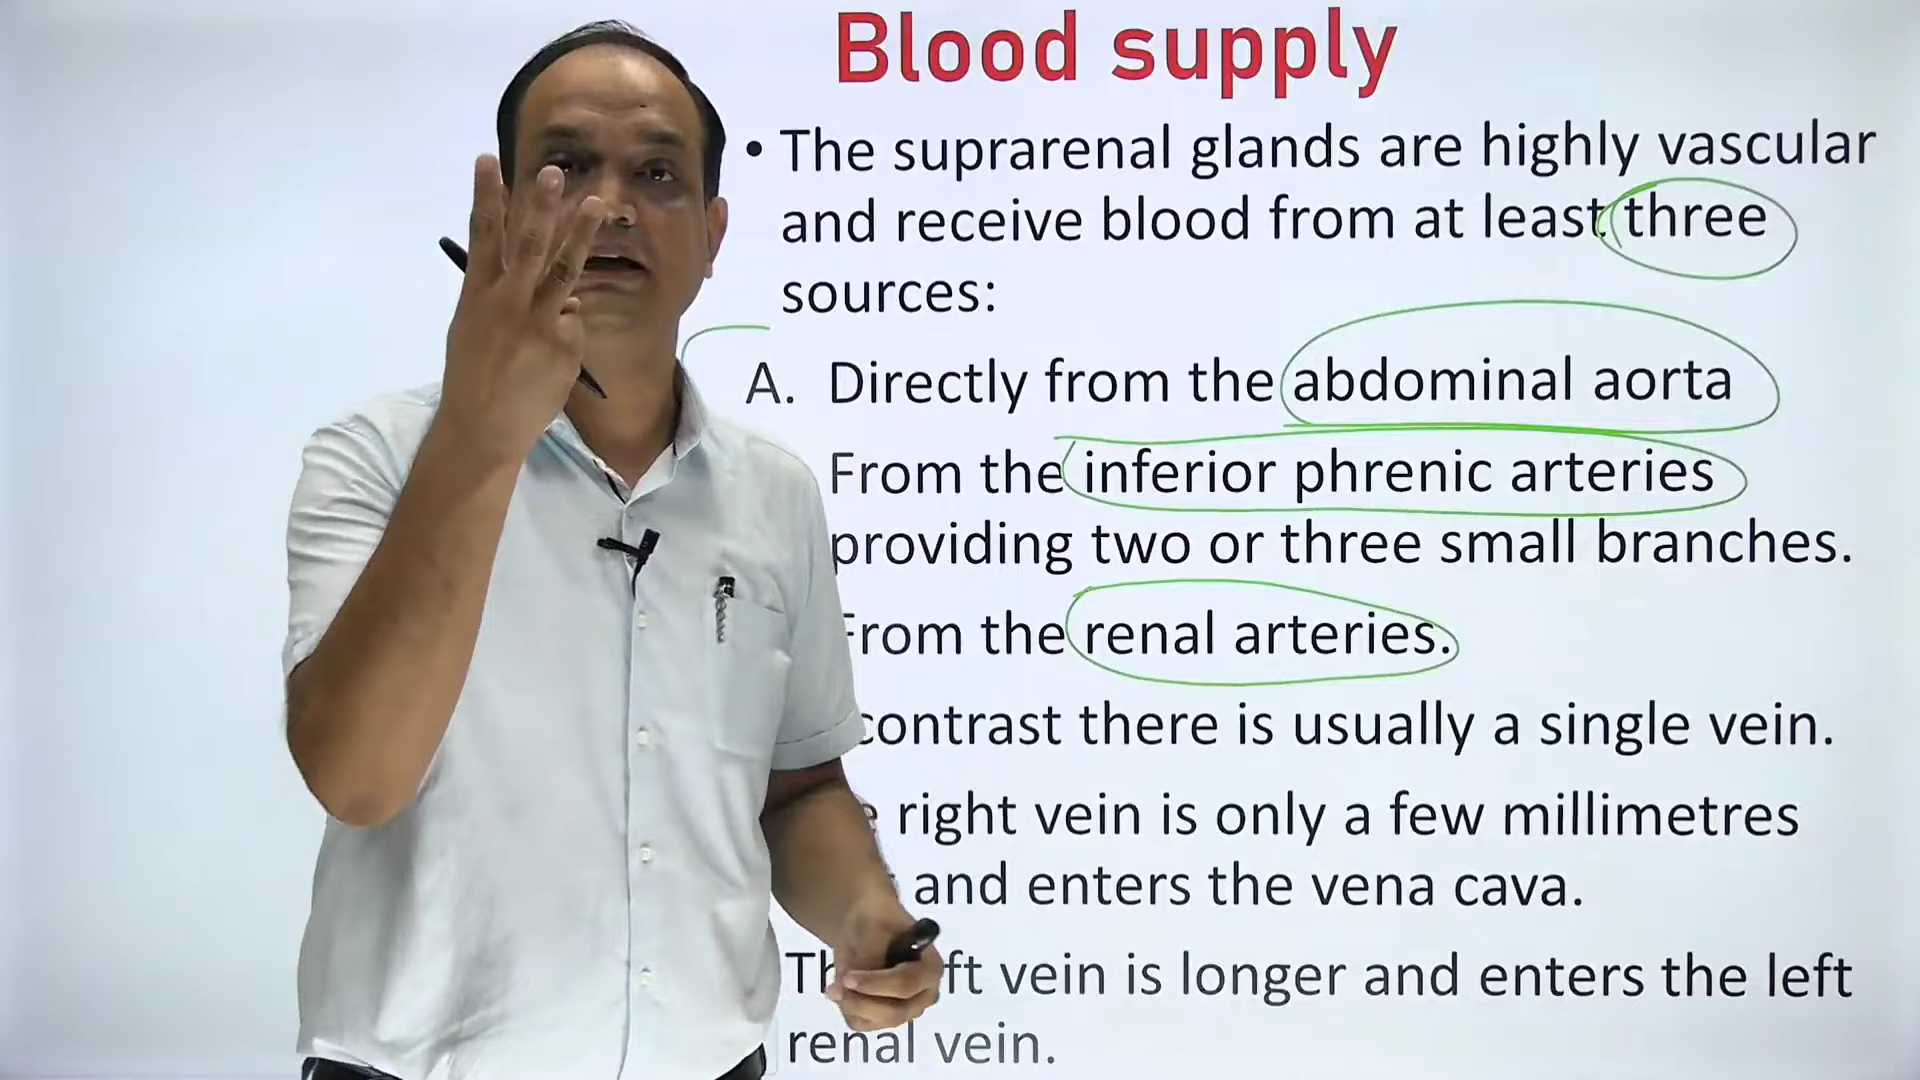 Blood supply
• The suprarenal glands are highly vascular
and receive blood from at least three
sources:
A. Directly from the abdominal aorta
From the inferior phrenic arteries
providing two or three small branches.
From the renal arteries.
contrast there is usually a single vein.
right vein is only a few millimetres
and enters the vena cava.
vein is longer and enters the left
renal vein.